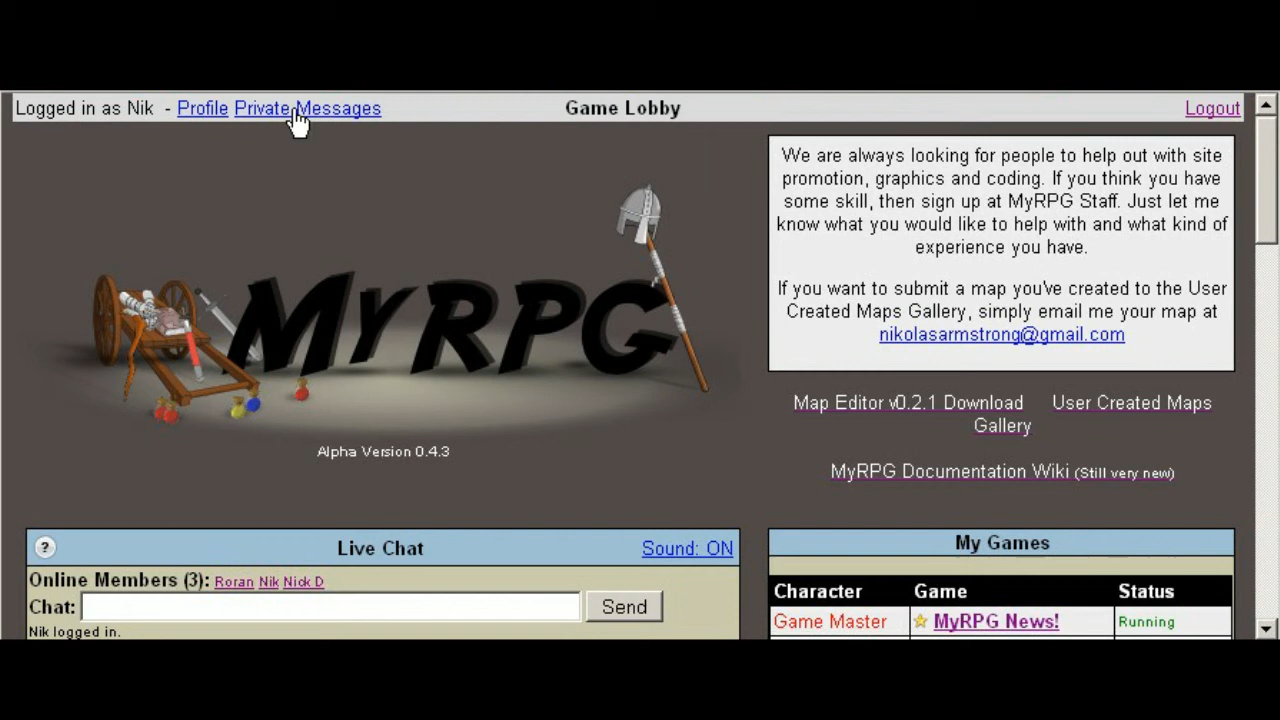 Logged in as Nik - Profile Private Messages
Game Lobby
Logout
We are always looking for people to help out with site
promotion, graphics and coding. If you think you have
some skill, then sign up at MyRPG Staff. Just let me
know what you would like to help with and what kind of
experience you have.
If you want to submit a map you've created to the User
Created Maps Gallery, simply email me your map at
nikolasarmstrong@gmail.com
MYRPG
Alpha Version 0.4.3
Map Editor v0.2.1 Download User Created Maps
Gallery
MyRPG Documentation Wiki (Still very new)
? Live Chat Sound: ON
Online Members (3): Roran Nik Nick D
Chat: Send
Nik logged in.
My Games
Character Game Status
Game Master MyRPG News! Running